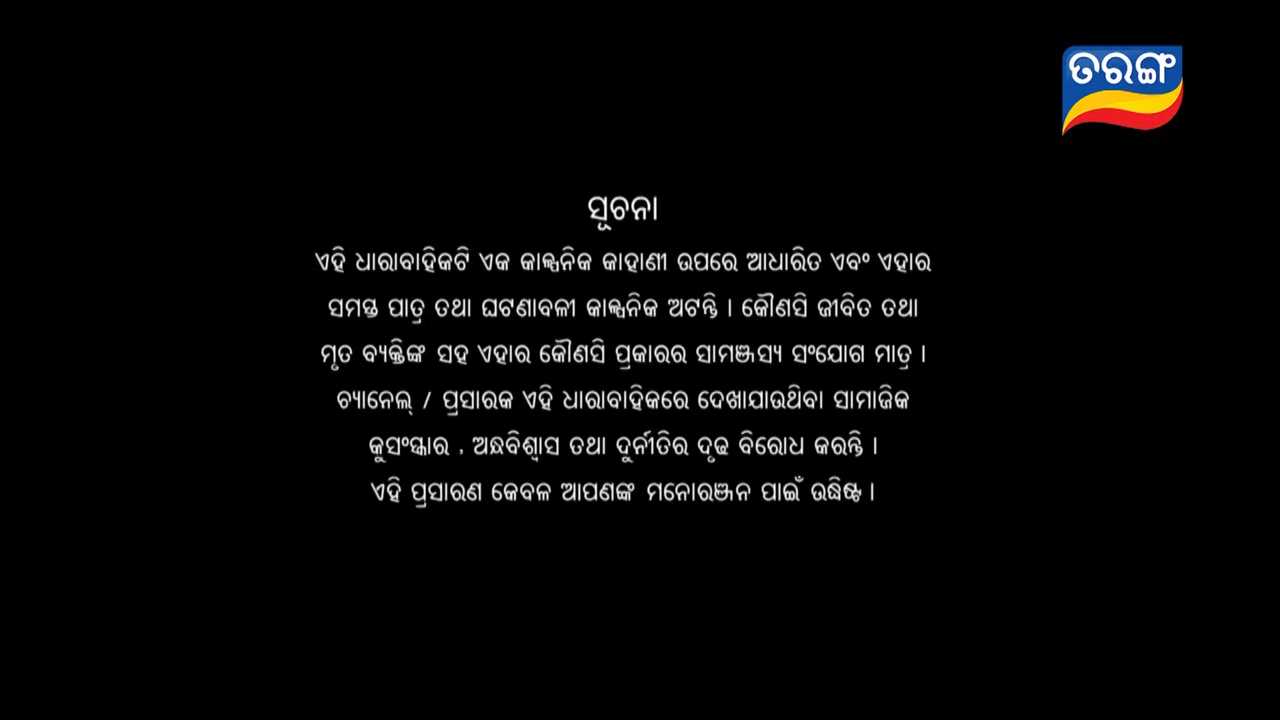 ତରଙ୍ଗ
ସୂଚନା
ଏହି ଧାରାବାହିକଟି ଏକ କାଳ୍ପନିକ କାହାଣୀ ଉପରେ ଆଧାରିତ ଏବଂ ଏହାର
ସମସ୍ତ ପାତ୍ର ତଥା ଘଟଣାବଳୀ କାଳ୍ପନିକ ଅଟନ୍ତି । କୌଣସି ଜୀବିତ ତଥା
ମୃତ ବ୍ୟକ୍ତିଙ୍କ ସହ ଏହାର କୌଣସି ପ୍ରକାରର ସାମଞ୍ଜସ୍ୟ ସଂଯୋଗ ମାତ୍ର ।
ଚ୍ୟାନେଲ୍ / ପ୍ରସାରକ ଏହି ଧାରାବାହିକରେ ଦେଖାଯାଉଥିବା ସାମାଜିକ
କୁସଂସ୍କାର , ଅନ୍ଧବିଶ୍ୱାସ ତଥା ଦୁର୍ନୀତିର ଦୃଢ ବିରୋଧ କରନ୍ତି ।
ଏହି ପ୍ରସାରଣ କେବଳ ଆପଣଙ୍କ ମନୋରଞ୍ଜନ ପାଇଁ ଉଦ୍ଧିଷ୍ଟ ।